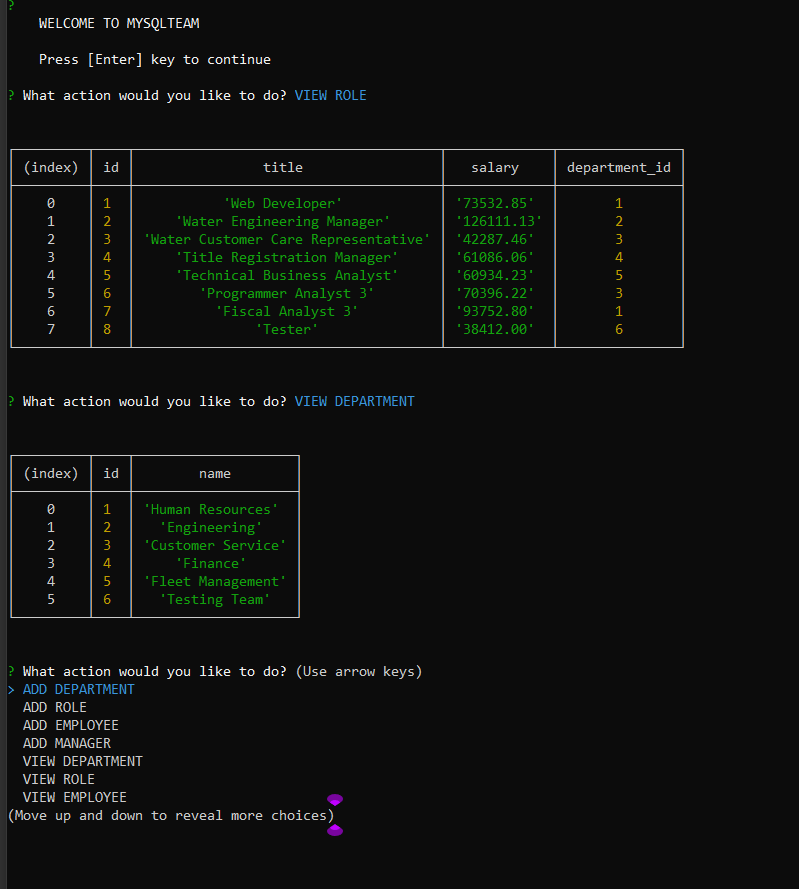 ?
WELCOME TO MYSQLTEAM
Press [Enter] key to continue
? What action would you like to do? VIEW ROLE
(index) id title salary department_id
0 1 'Web Developer' '73532.85' 1
1 2 'Water Engineering Manager' '126111.13' 2
2 3 'Water Customer Care Representative' '42287.46' 3
3 4 'Title Registration Manager' '61086.06' 4
4 5 'Technical Business Analyst' '60934.23' 5
5 6 'Programmer Analyst 3' '70396.22' 3
6 7 'Fiscal Analyst 3' '93752.80' 1
7 8 'Tester' '38412.00' 6
? What action would you like to do? VIEW DEPARTMENT
(index) id name
0 1 'Human Resources'
1 2 'Engineering'
2 3 'Customer Service'
3 4 'Finance'
4 5 'Fleet Management'
5 6 'Testing Team'
? What action would you like to do? (Use arrow keys)
> ADD DEPARTMENT
ADD ROLE
ADD EMPLOYEE
ADD MANAGER
VIEW DEPARTMENT
VIEW ROLE
VIEW EMPLOYEE
(Move up and down to reveal more choices)